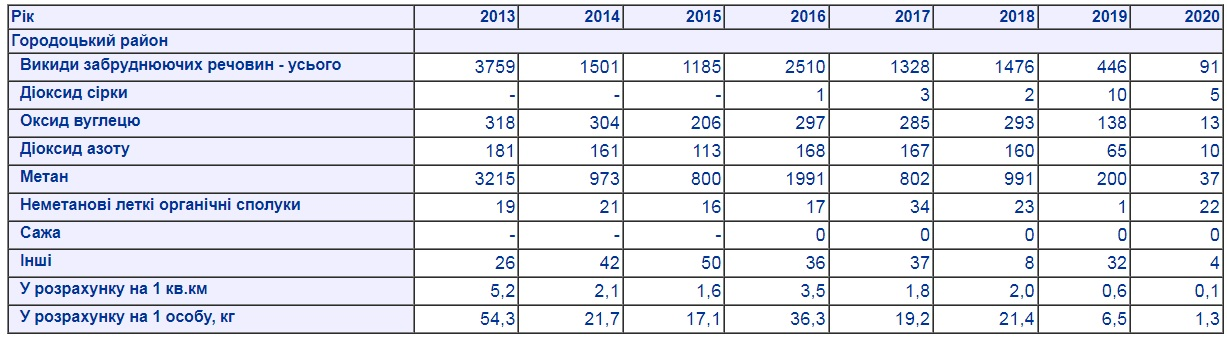 Рік 2013 2014 2015 2016 2017 2018 2019 2020
Городоцький район
Викиди забруднюючих речовин - усього 3759 1501 1185 2510 1328 1476 446 91
Діоксид сірки - - - 1 3 2 10 5
Оксид вуглецю 318 304 206 297 285 293 138 13
Діоксид азоту 181 161 113 168 167 160 65 10
Метан 3215 973 800 1991 802 991 200 37
Неметанові леткі органічні сполуки 19 21 16 17 34 23 1 22
Сажа - - - 0 0 0 0 0
Інші 26 42 50 36 37 8 32 4
У розрахунку на 1 кв.км 5,2 2,1 1,6 3,5 1,8 2,0 0,6 0,1
У розрахунку на 1 особу, кг 54,3 21,7 17,1 36,3 19,2 21,4 6,5 1,3